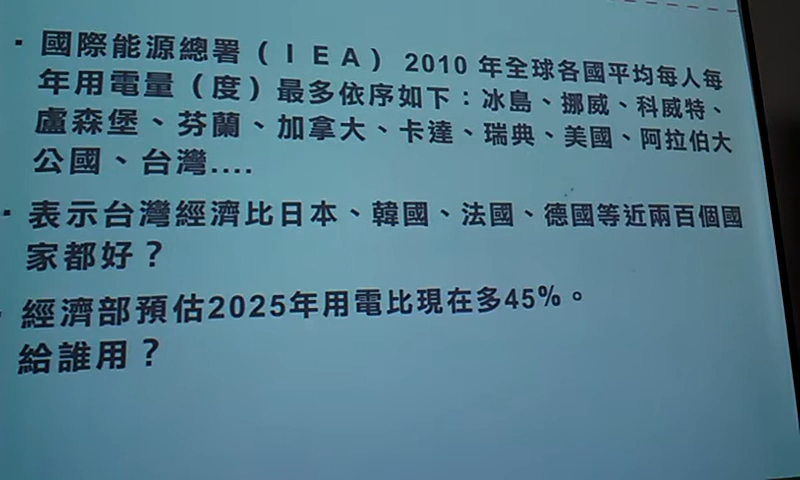 ▪ 國際能源總署（IEA） 2010 年全球各國平均每人每
年用電量（度）最多依序如下：冰島、挪威、科威特、
盧森堡、芬蘭、加拿大、卡達、瑞典、美國、阿拉伯大
公國、台灣....
▪ 表示台灣經濟比日本、韓國、法國、德國等近兩百個國
家都好？
▪ 經濟部預估2025年用電比現在多45%。
給誰用？